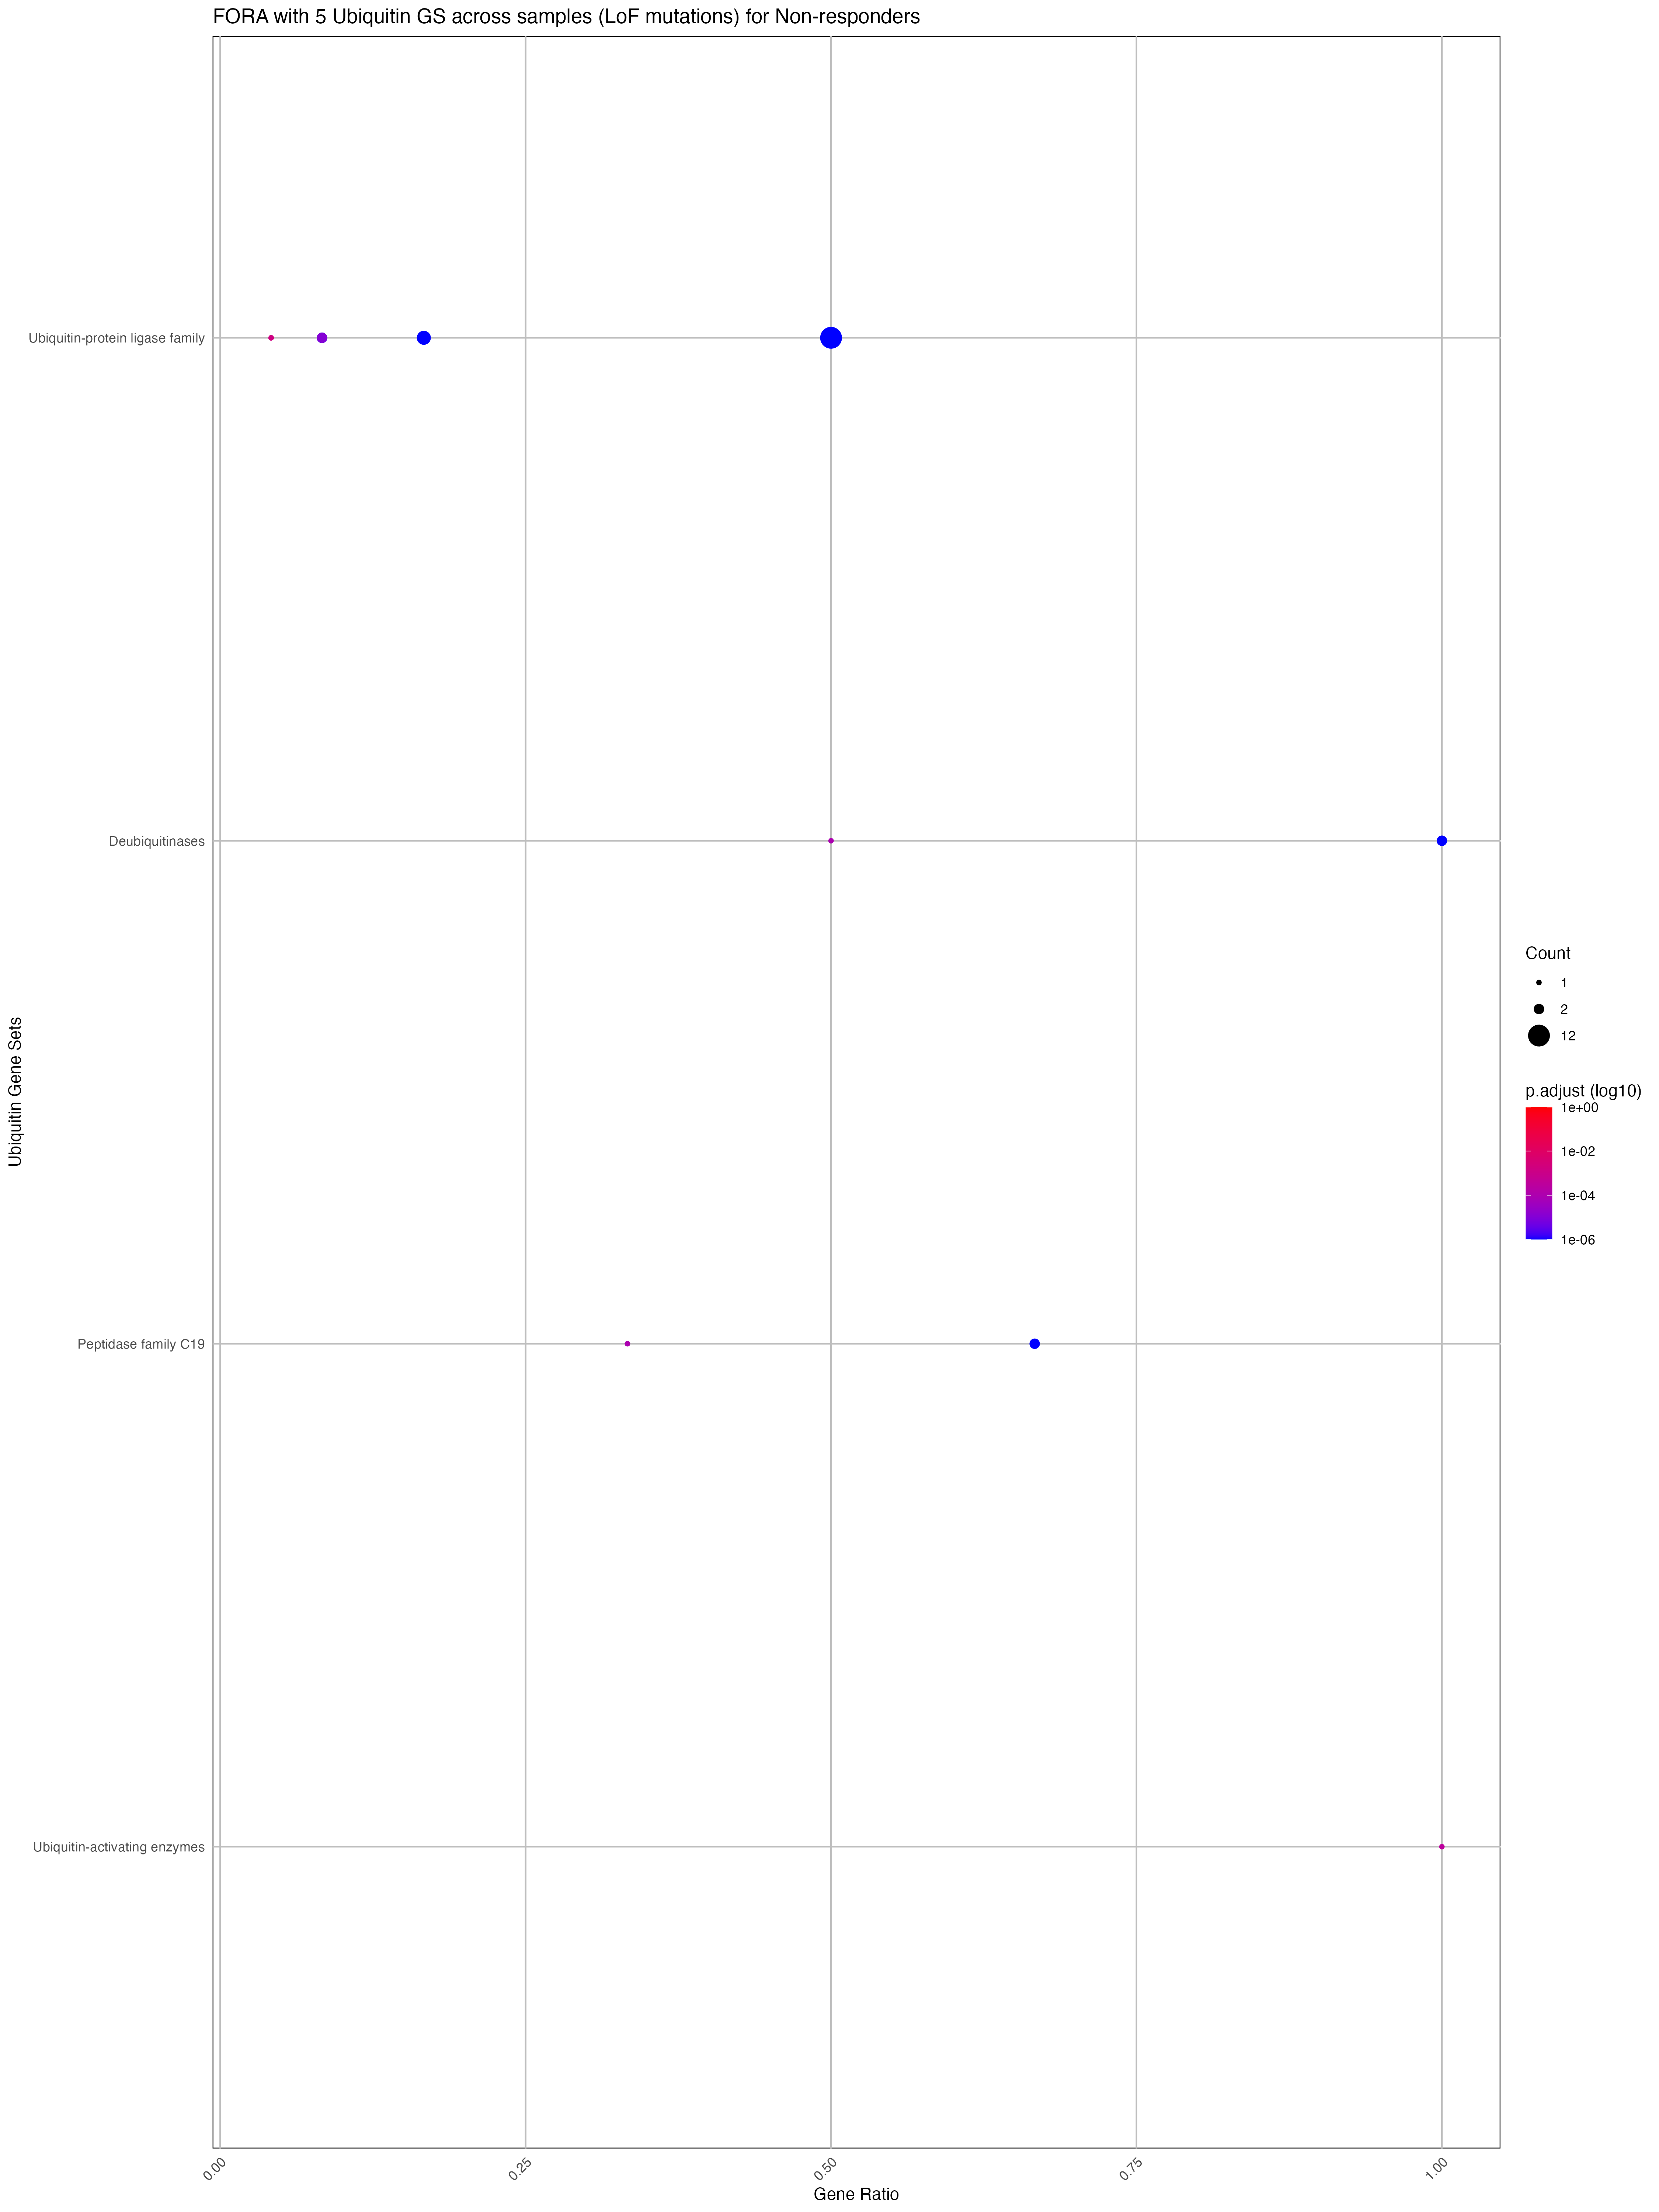 FORA with 5 Ubiquitin GS across samples (LoF mutations) for Non-responders
Ubiquitin Gene Sets
Ubiquitin-protein ligase family
Deubiquitinases
Peptidase family C19
Ubiquitin-activating enzymes
0.00
0.25
0.50
0.75
1.00
Gene Ratio
Count
1
2
12
p.adjust (log10)
1e+00
1e-02
1e-04
1e-06